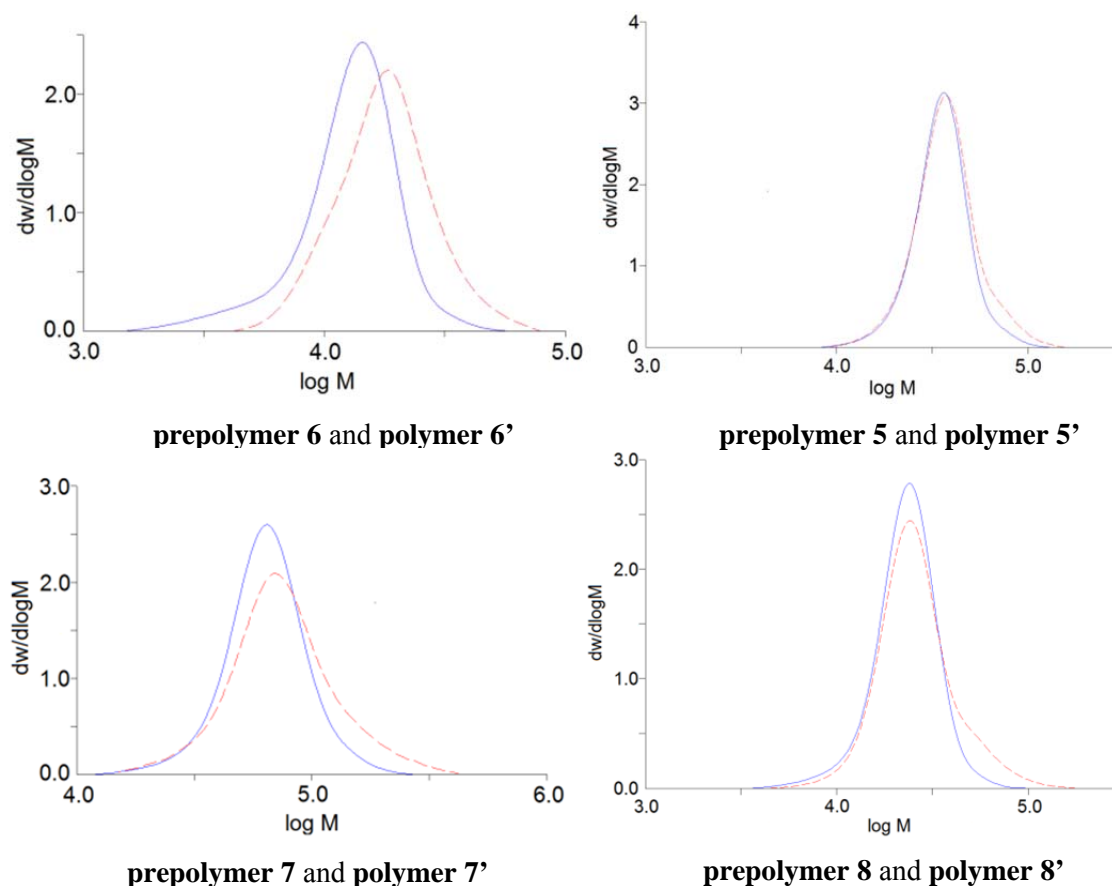 2.0
1.0
0.0
dw/dlogM
3.0 4.0 5.0
log M
prepolymer 6 and polymer 6’
4
3
2
1
0
dw/dlogM
3.0 4.0 5.0
log M
prepolymer 5 and polymer 5’
3.0
2.0
1.0
0.0
dw/dlogM
4.0 5.0 6.0
log M
prepolymer 7 and polymer 7’
3.0
2.0
1.0
0.0
dw/dlogM
3.0 4.0 5.0
log M
prepolymer 8 and polymer 8’